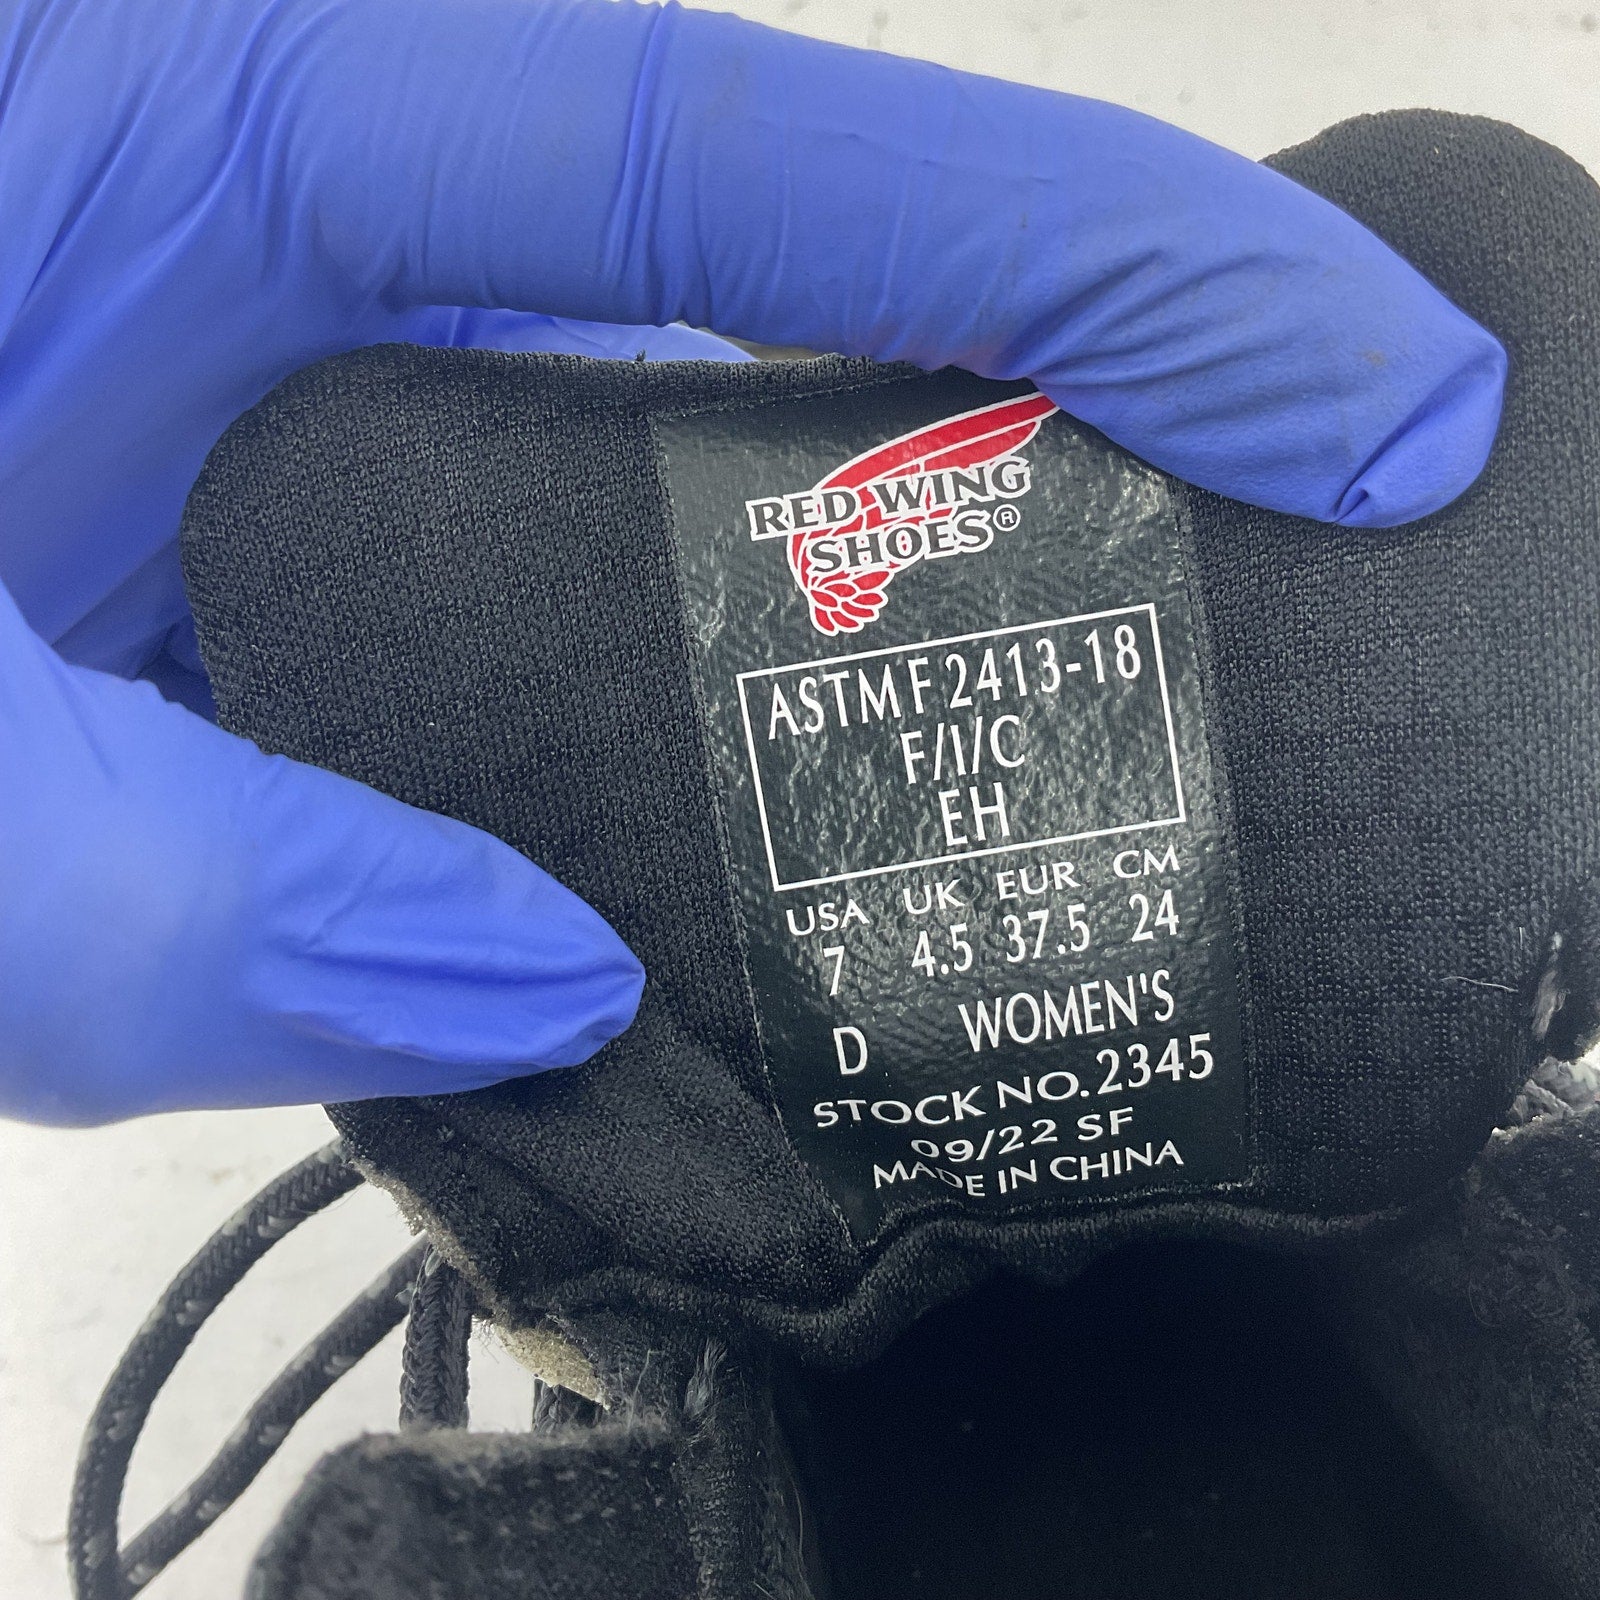 RED WING
SHOES®
ASTM F 2413-18
F/I/C
EH
USA UK EUR CM
7 4.5 37.5 24
D WOMEN'S
STOCK NO. 2345
09/22 SF
MADE IN CHINA